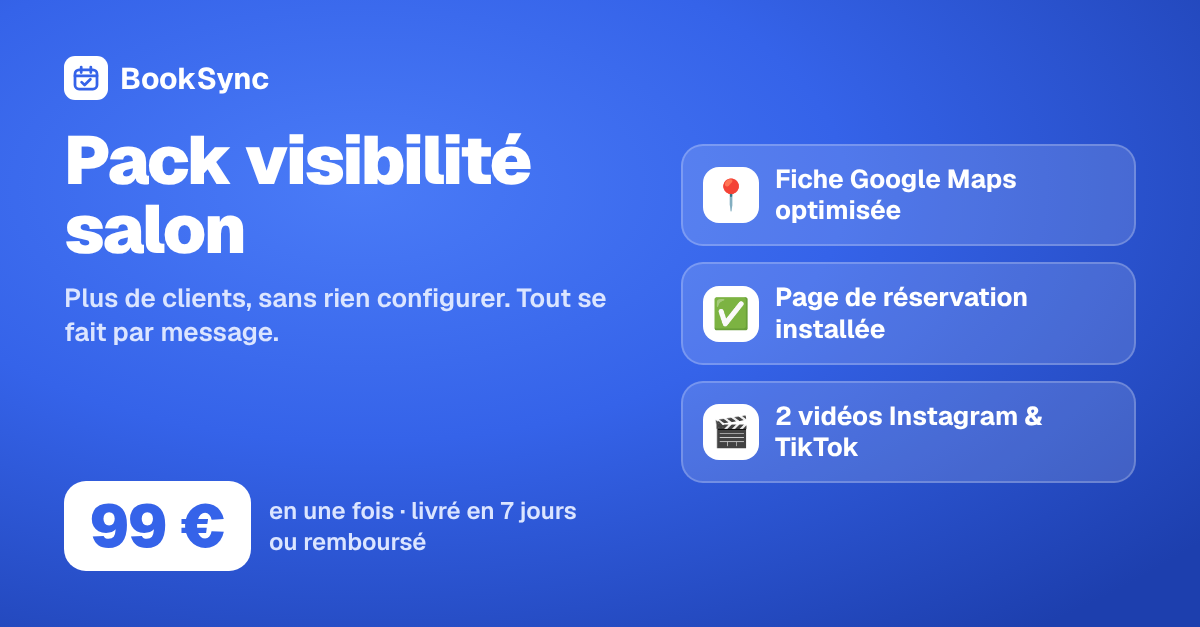 BookSync
Pack visibilité
salon
Plus de clients, sans rien configurer. Tout se
fait par message.
99 €
en une fois · livré en 7 jours
ou remboursé
Fiche Google Maps
optimisée
Page de réservation
installée
2 vidéos Instagram &
TikTok